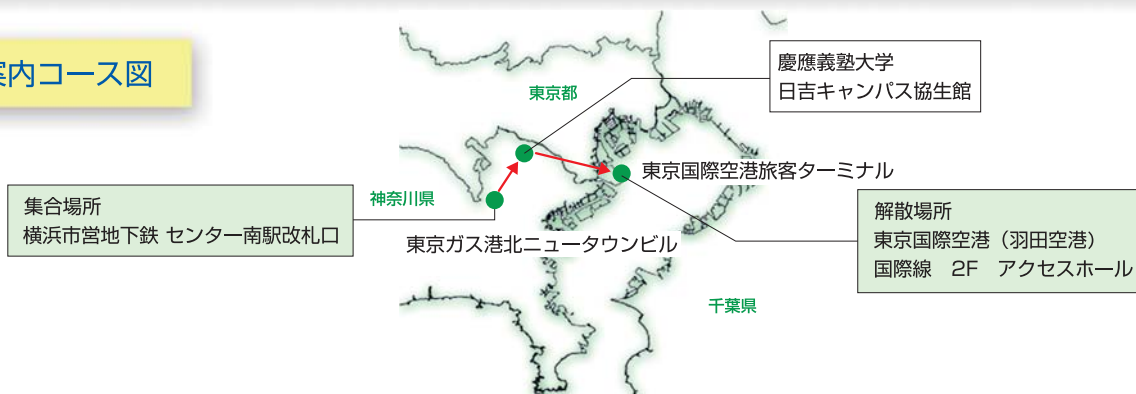 案内コース図
慶應義塾大学
日吉キャンパス協生館
東京都
東京国際空港旅客ターミナル
神奈川県
集合場所
横浜市営地下鉄 センター南駅改札口
東京ガス港北ニュータウンビル
解散場所
東京国際空港（羽田空港）
国際線　2F　アクセスホール
千葉県